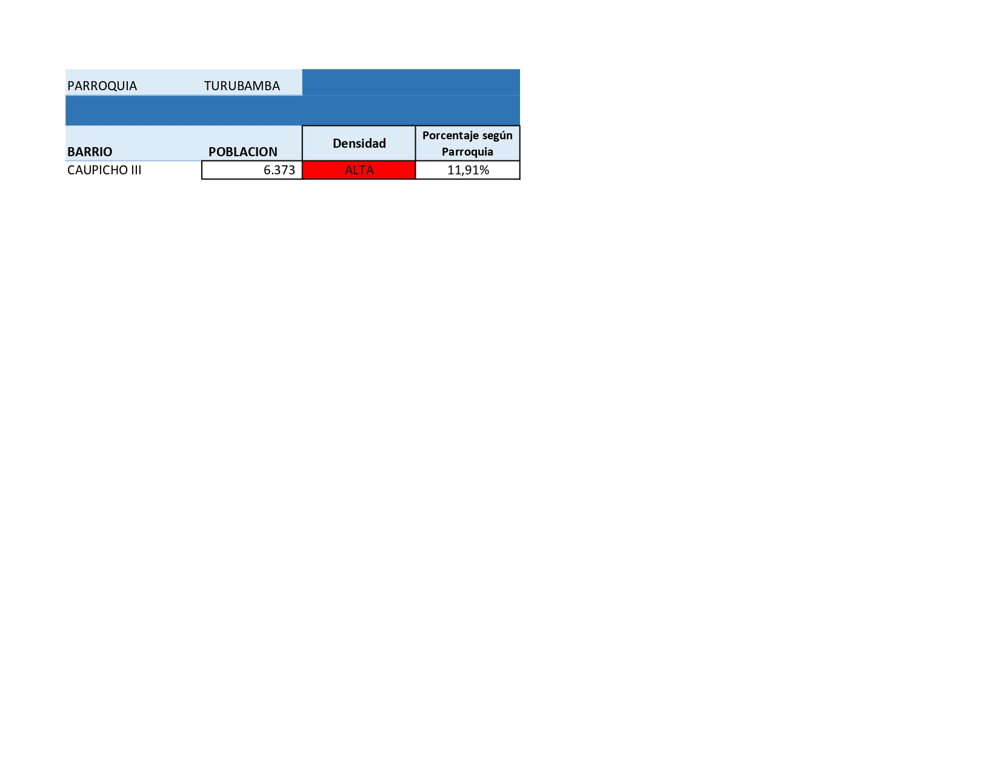 PARROQUIA TURUBAMBA
BARRIO POBLACION Densidad Porcentaje según
Parroquia
CAUPICHO III 6.373 ALTA 11,91%